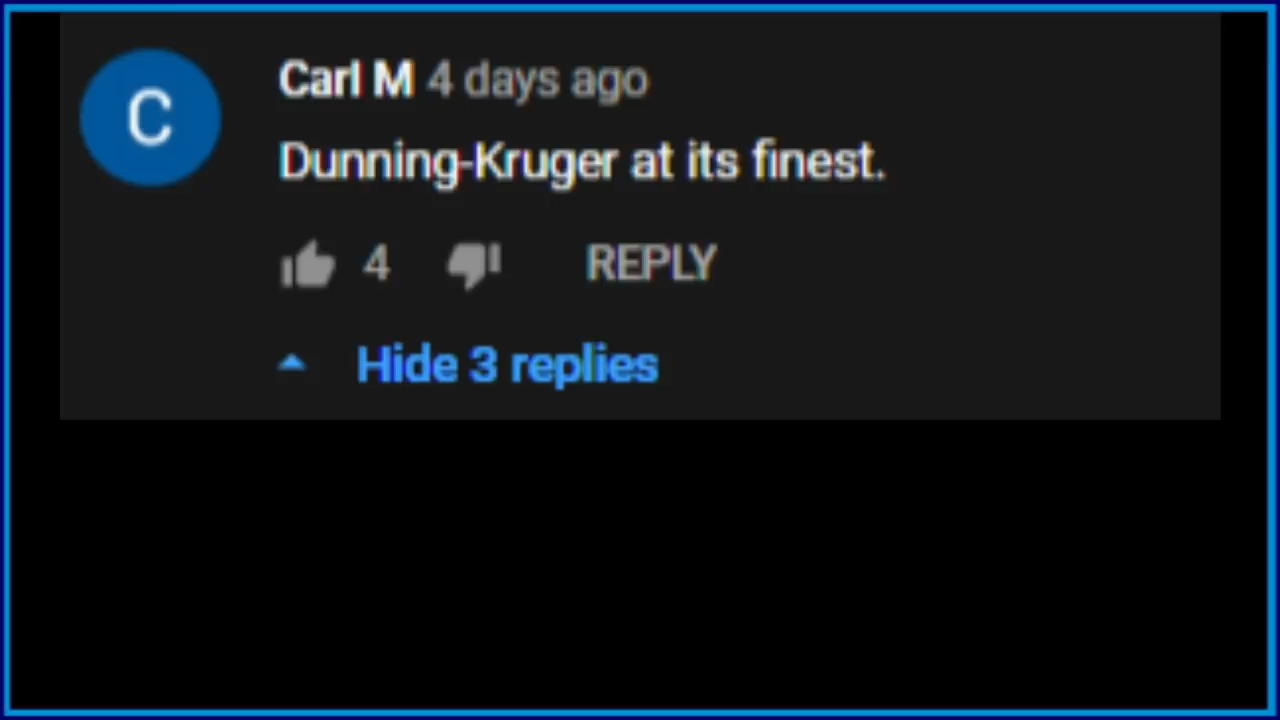 C
Carl M 4 days ago
Dunning-Kruger at its finest.
4 REPLY
Hide 3 replies